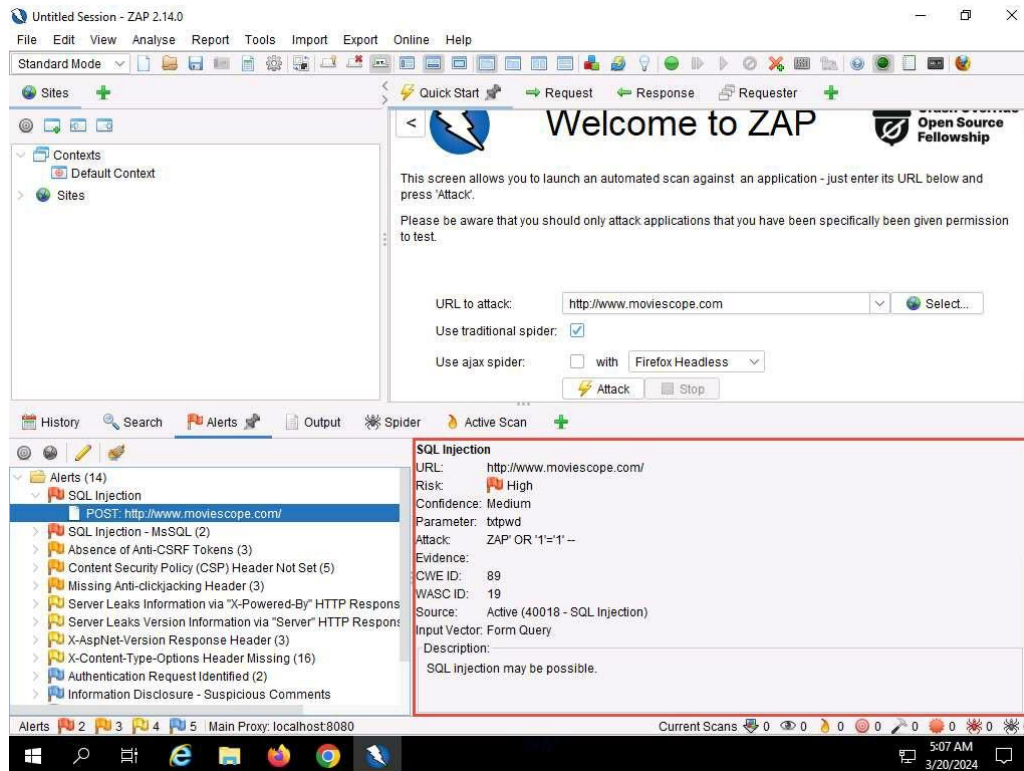 Untitled Session - ZAP 2.14.0
File Edit View Analyse Report Tools Import Export Online Help
Standard Mode
Sites
Quick Start Request Response Requester
Contexts
Default Context
Sites
<
Welcome to ZAP
Open Source
Fellowship
This screen allows you to launch an automated scan against an application - just enter its URL below and
press 'Attack'.
Please be aware that you should only attack applications that you have been specifically been given permission
to test.
URL to attack: http://www.moviescope.com Select...
Use traditional spider:
Use ajax spider: with Firefox Headless
Attack Stop
History Search Alerts Output Spider Active Scan
Alerts (14)
SQL Injection
POST: http://www.moviescope.com/
SQL Injection - MsSQL (2)
Absence of Anti-CSRF Tokens (3)
Content Security Policy (CSP) Header Not Set (5)
Missing Anti-clickjacking Header (3)
Server Leaks Information via "X-Powered-By" HTTP Respons
Server Leaks Version Information via "Server" HTTP Respons
X-AspNet-Version Response Header (3)
X-Content-Type-Options Header Missing (16)
Authentication Request Identified (2)
Information Disclosure - Suspicious Comments
SQL Injection
URL: http://www.moviescope.com/
Risk: High
Confidence: Medium
Parameter: txtpwd
Attack: ZAP' OR '1'='1' --
Evidence:
CWE ID: 89
WASC ID: 19
Source: Active (40018 - SQL Injection)
Input Vector: Form Query
Description:
SQL injection may be possible.
Alerts 2 3 4 5 Main Proxy: localhost:8080 Current Scans 0 0 0 0 0 0 0
5:07 AM
3/20/2024